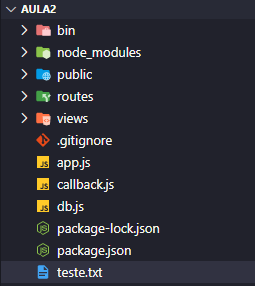 AULA2
bin
node_modules
public
routes
views
.gitignore
app.js
callback.js
db.js
package-lock.json
package.json
teste.txt